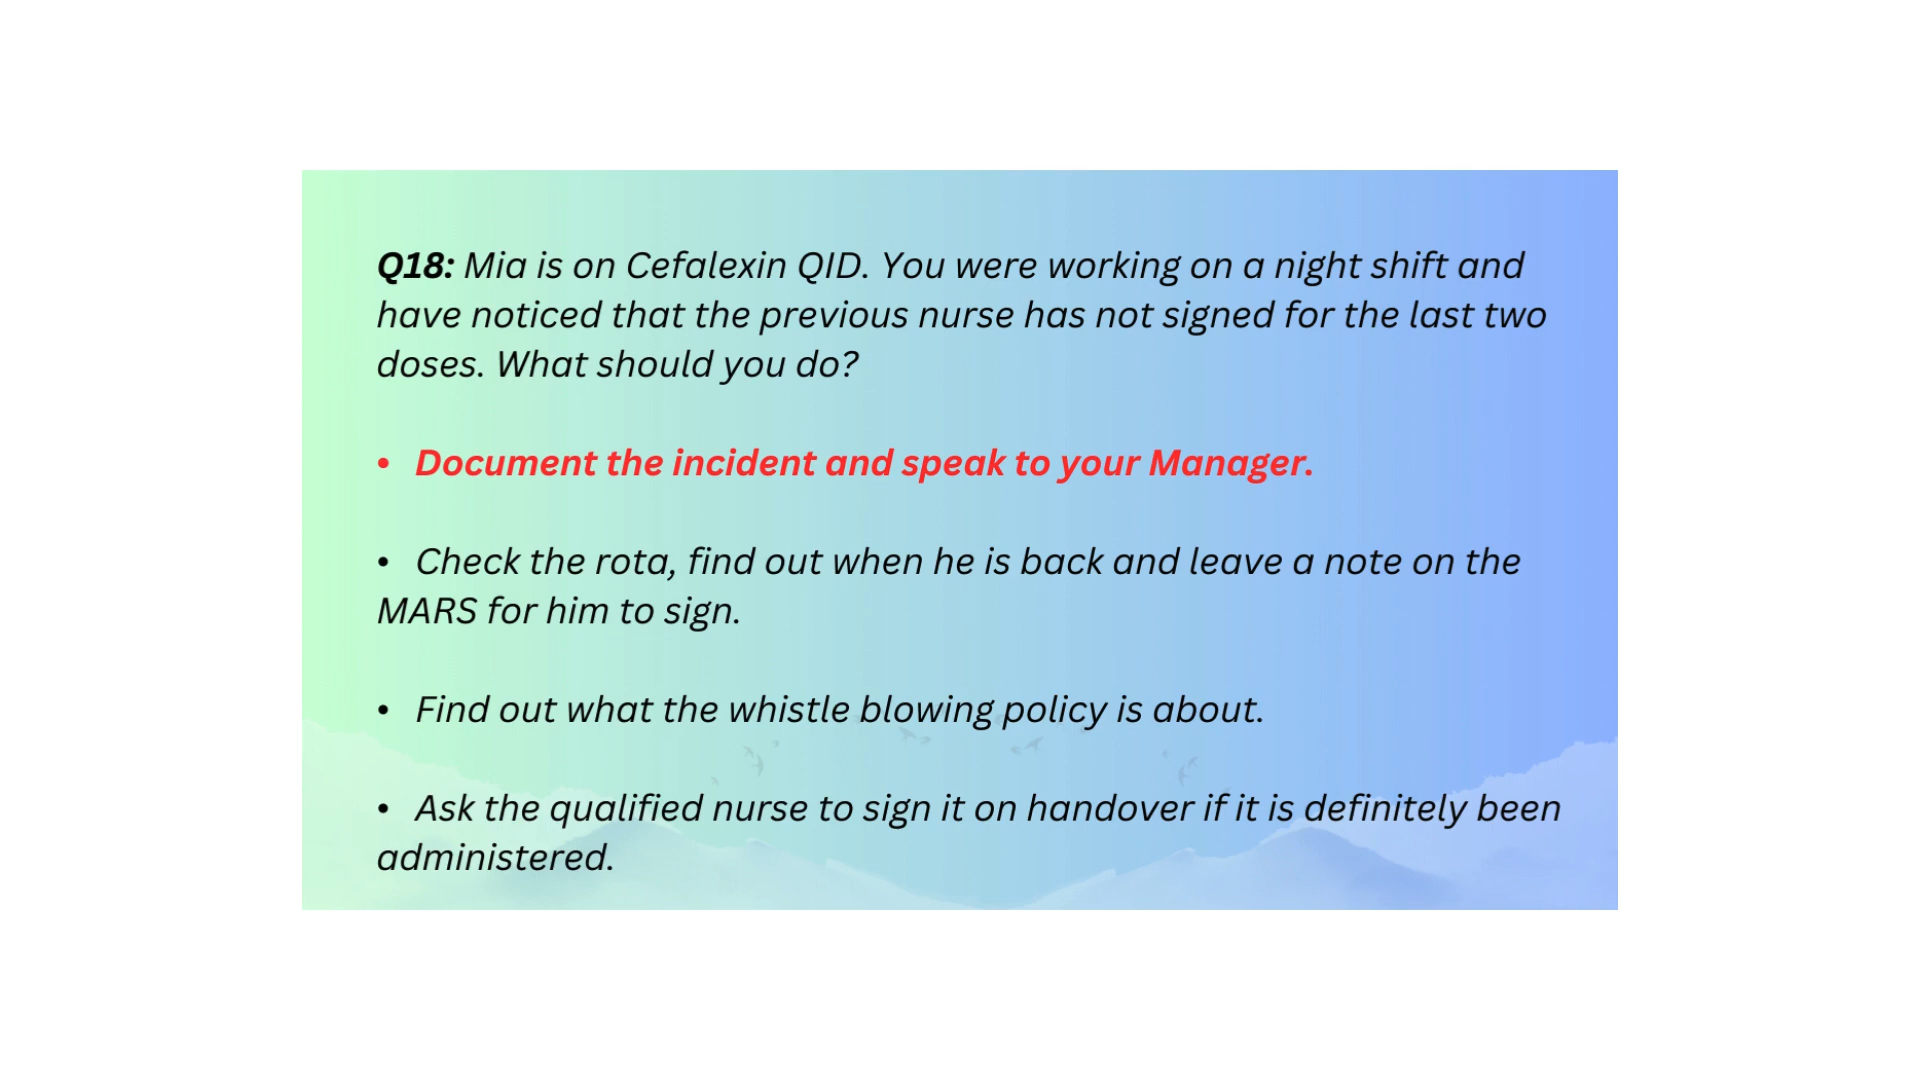 Q18: Mia is on Cefalexin QID. You were working on a night shift and
have noticed that the previous nurse has not signed for the last two
doses. What should you do?
• Document the incident and speak to your Manager.
• Check the rota, find out when he is back and leave a note on the
MARS for him to sign.
• Find out what the whistle blowing policy is about.
• Ask the qualified nurse to sign it on handover if it is definitely been
administered.